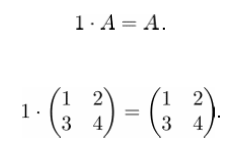 1 · A = A.
1 · (1 2
3 4) = (1 2
3 4).